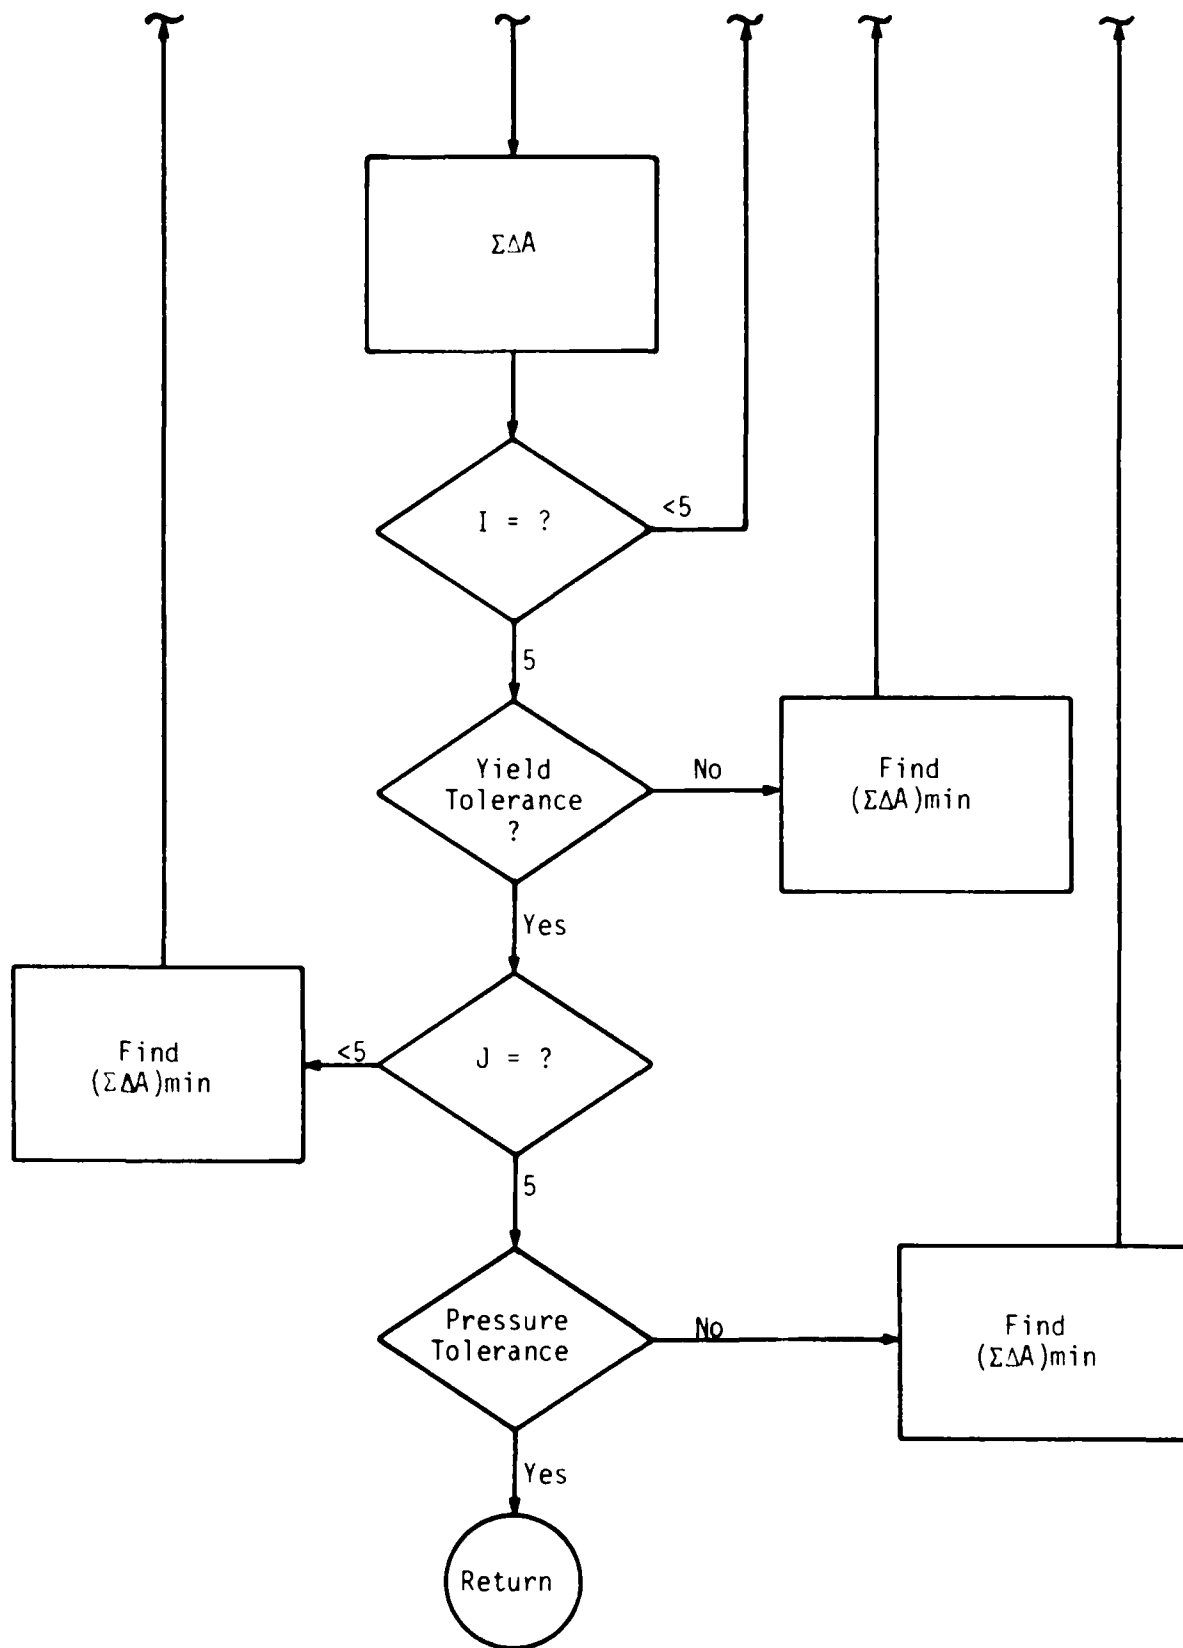 ΣΔA
I = ?
<5
5
Yield
Tolerance
?
No
Find
(ΣΔA)min
Yes
J = ?
<5
Find
(ΣΔA)min
5
Pressure
Tolerance
No
Find
(ΣΔA)min
Yes
Return